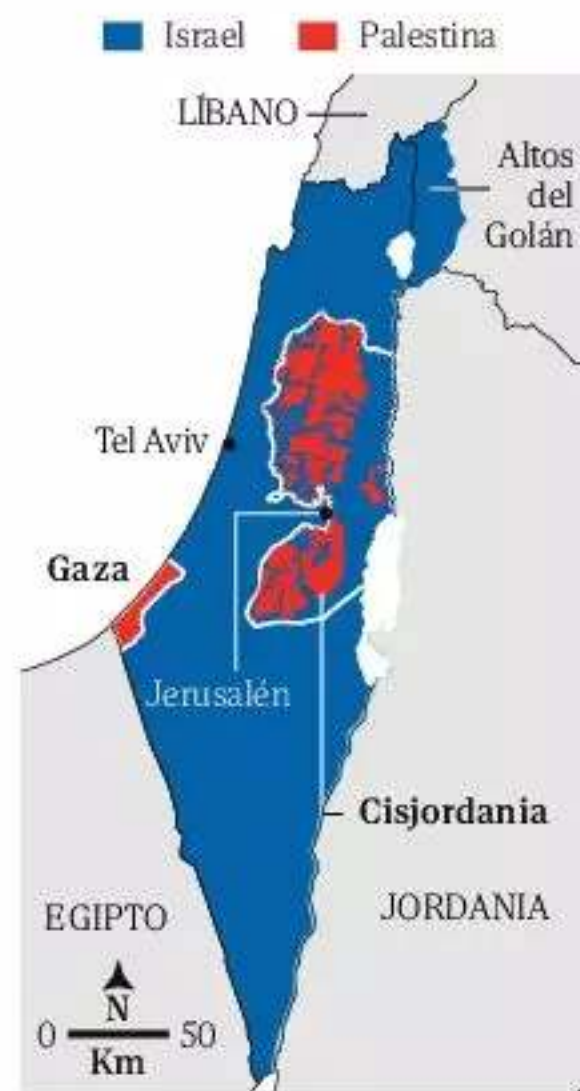 Israel
Palestina
LÍBANO
Altos
del
Golán
Tel Aviv
Gaza
Jerusalén
Cisjordania
EGIPTO
JORDANIA
N
0 50
Km